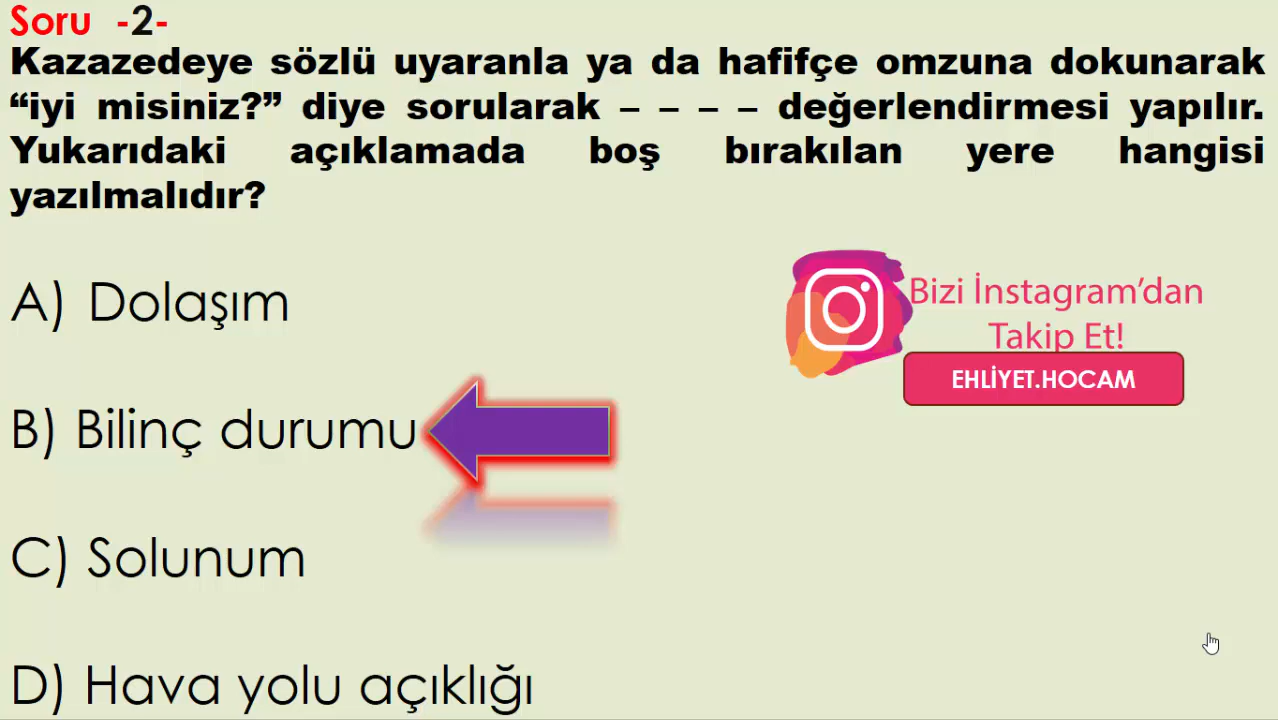 Soru -2-
Kazazedeye sözlü uyaranla ya da hafifçe omzuna dokunarak
“iyi misiniz?” diye sorularak – – – – değerlendirmesi yapılır.
Yukarıdaki açıklamada boş bırakılan yere hangisi
yazılmalıdır?
A) Dolaşım
Bizi İnstagram’dan
Takip Et!
EHLİYET.HOCAM
B) Bilinç durumu
C) Solunum
D) Hava yolu açıklığı